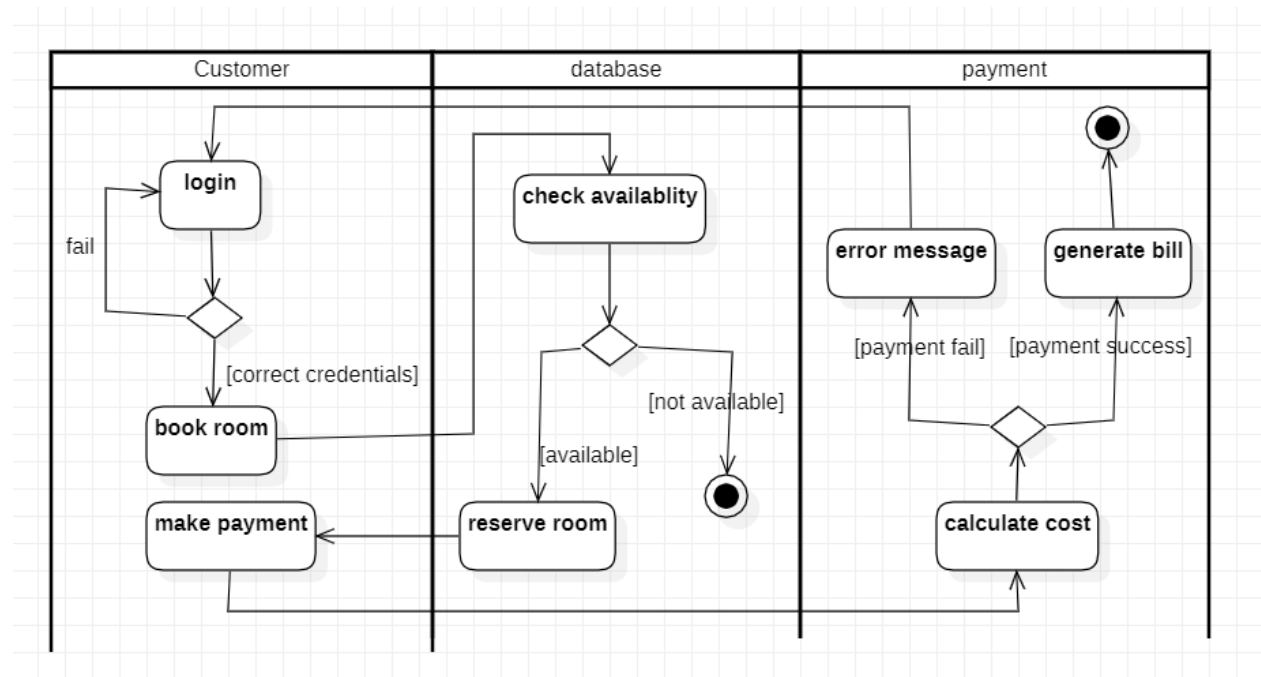 Customer
database
payment
login
check availablity
fail
error message
generate bill
[payment fail]
[payment success]
[correct credentials]
[not available]
book room
[available]
make payment
reserve room
calculate cost